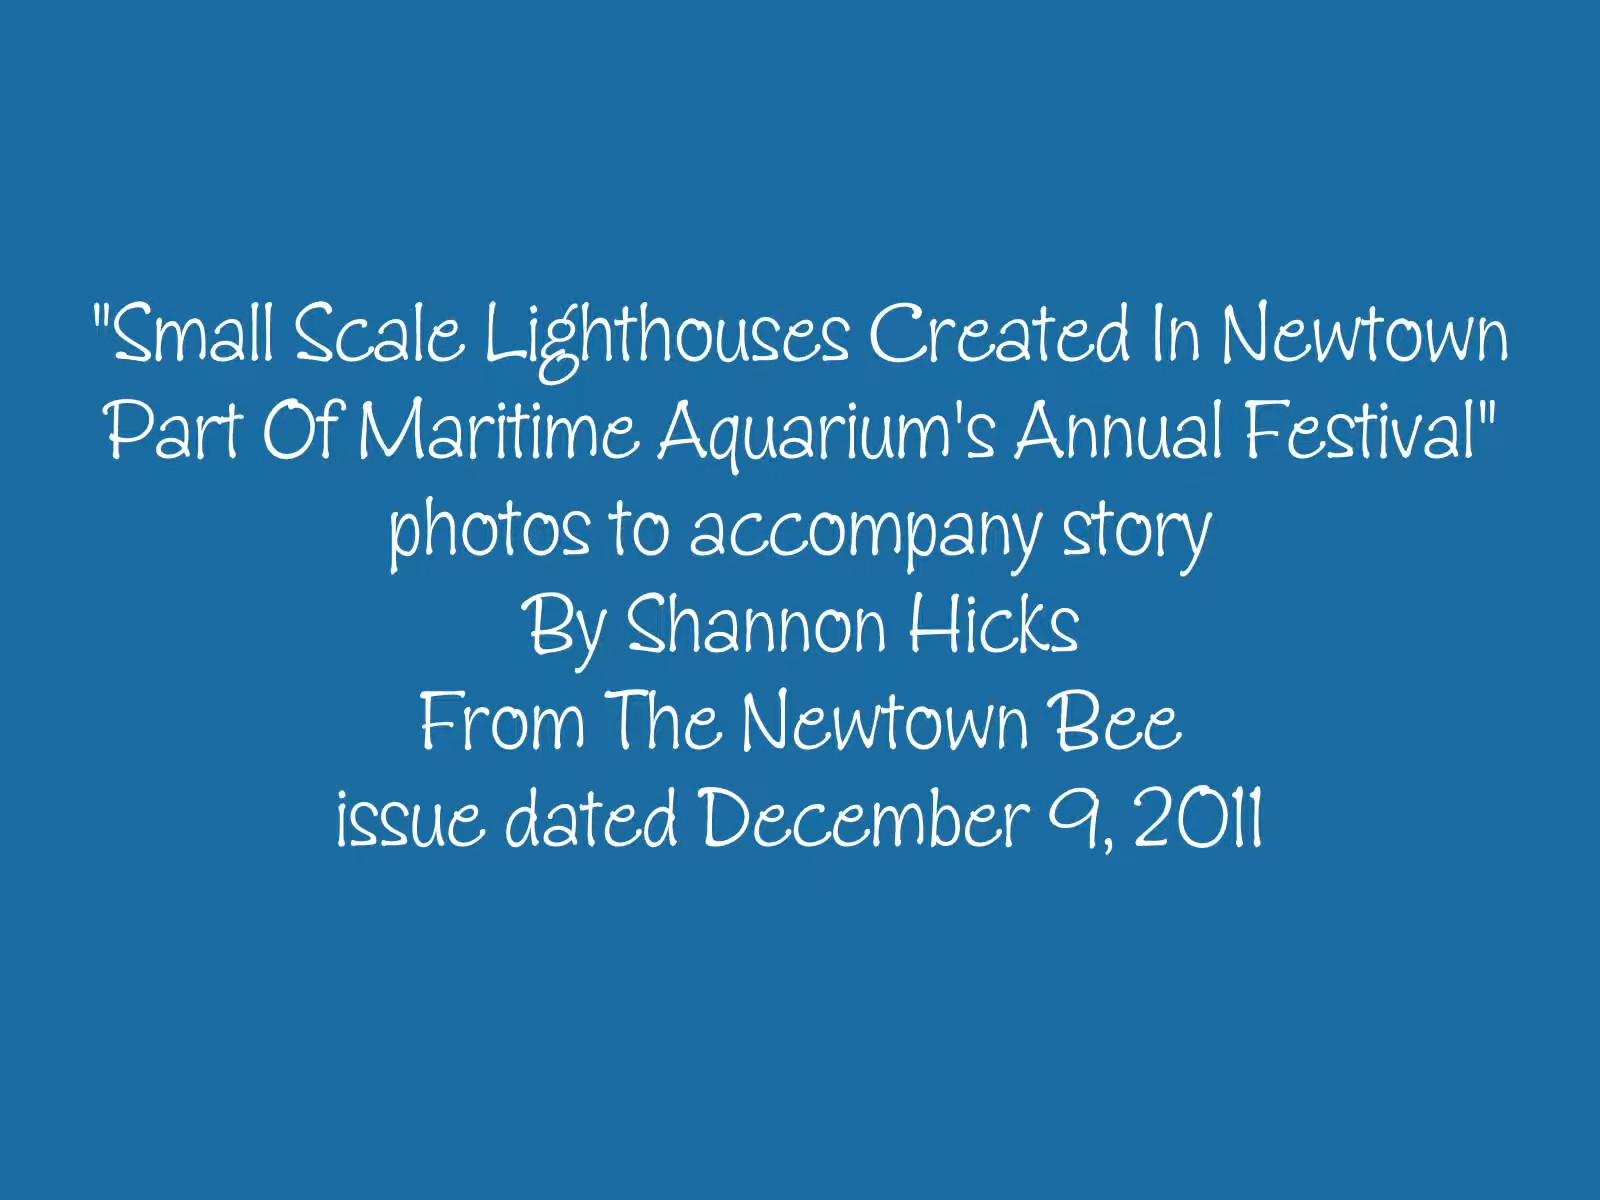 "Small Scale Lighthouses Created In Newtown
Part Of Maritime Aquarium's Annual Festival"
photos to accompany story
By Shannon Hicks
From The Newtown Bee
issue dated December 9, 2011